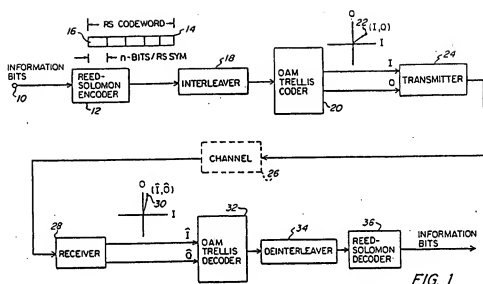 RS CODEWORD
16
14
n-BITS/RS SYM
INFORMATION BITS
10
REED-SOLOMON ENCODER
12
18
INTERLEAVER
OAM TRELLIS CODER
20
O
22
(I,O)
I
I
O
24
TRANSMITTER
CHANNEL
26
28
RECEIVER
O
(Î,Ô)
30
I
Î
Ô
32
OAM TRELLIS DECODER
34
DEINTERLEAVER
36
REED-SOLOMON DECODER
INFORMATION BITS
FIG. 1